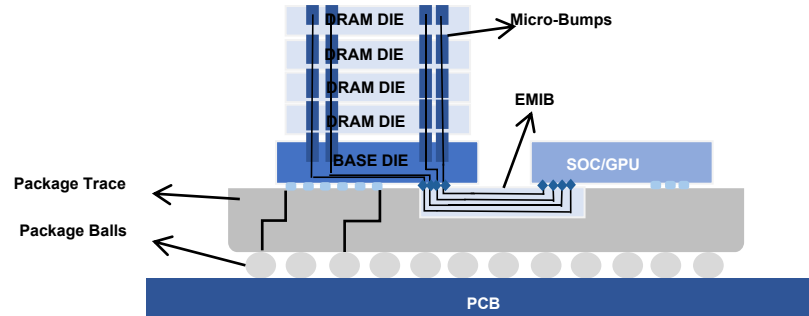 DRAM DIE
Micro-Bumps
DRAM DIE
DRAM DIE
EMIB
DRAM DIE
BASE DIE
SOC/GPU
Package Trace
Package Balls
PCB